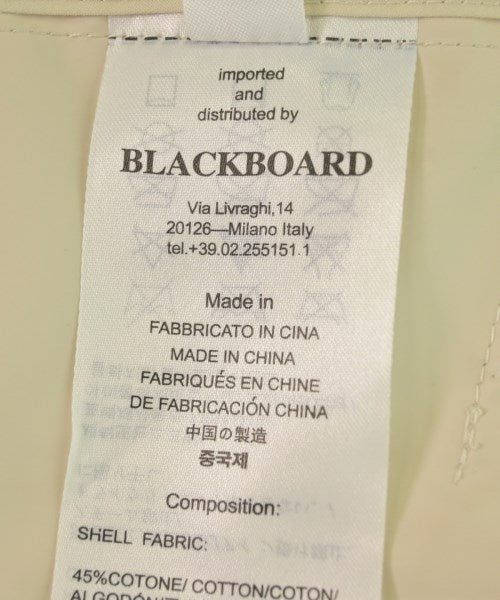 imported
and
distributed by
BLACKBOARD
Via Livraghi,14
20126—Milano Italy
tel.+39.02.255151.1
Made in
FABBRICATO IN CINA
MADE IN CHINA
FABRIQUÉS EN CHINE
DE FABRICACIÓN CHINA
中国の製造
중국제
Composition:
SHELL FABRIC:
45%COTONE/ COTTON/COTON/